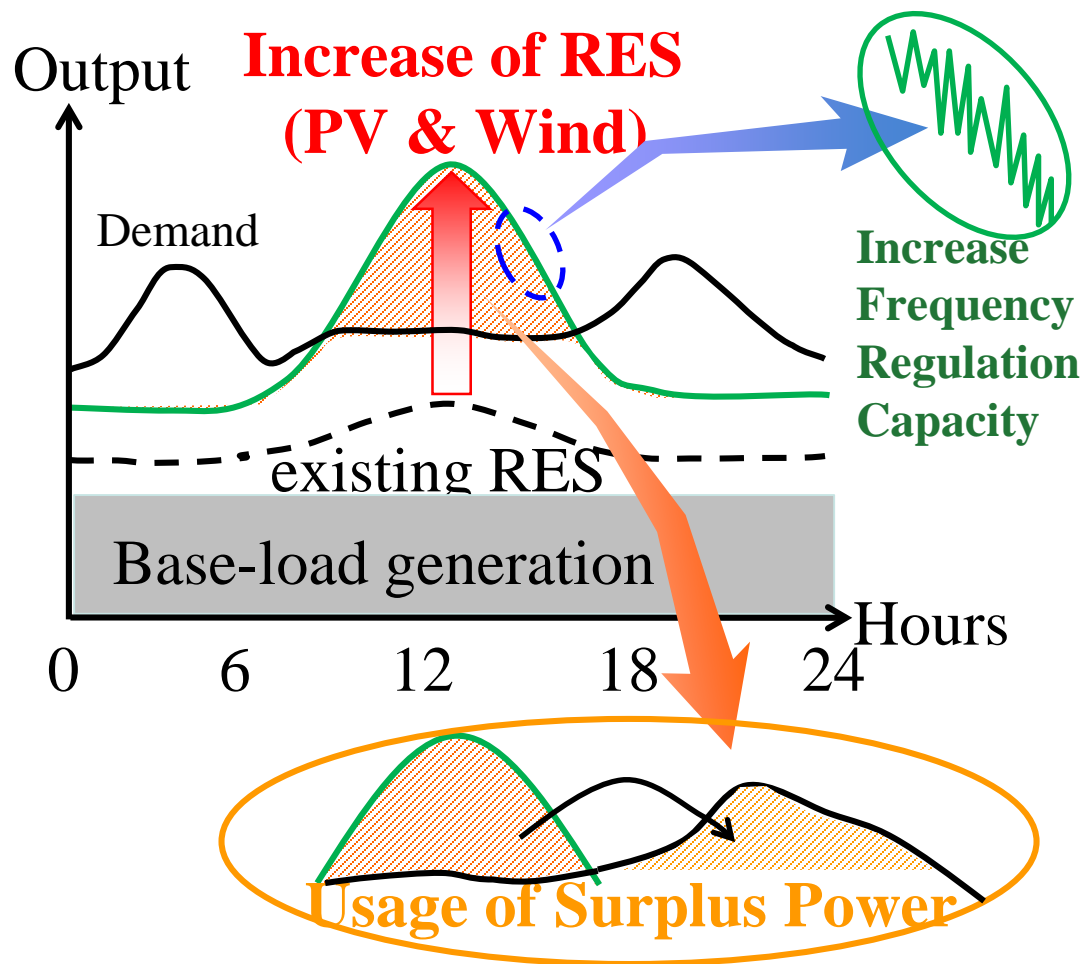 Output
Increase of RES
(PV & Wind)
Demand
Increase
Frequency
Regulation
Capacity
existing RES
Base-load generation
Hours
0 6 12 18 24
Usage of Surplus Power